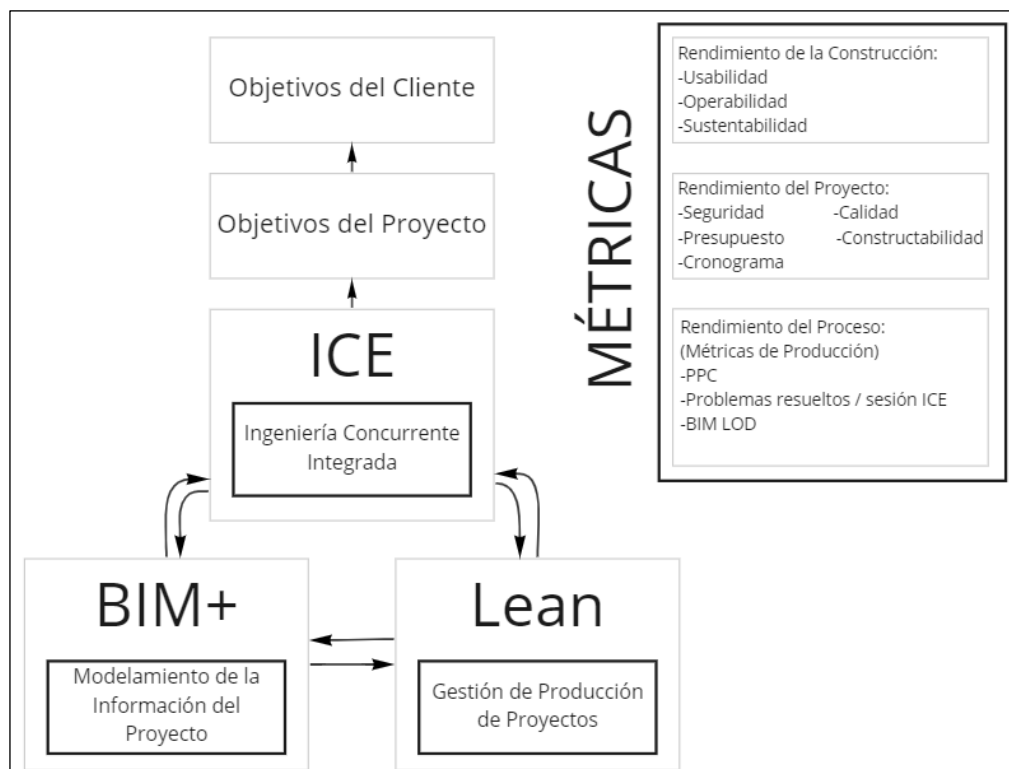 Objetivos del Cliente
Objetivos del Proyecto
ICE
Ingeniería Concurrente
Integrada
BIM+
Modelamiento de la
Información del
Proyecto
Lean
Gestión de Producción
de Proyectos
MÉTRICAS
Rendimiento de la Construcción:
-Usabilidad
-Operabilidad
-Sustentabilidad
Rendimiento del Proyecto:
-Seguridad -Calidad
-Presupuesto -Constructabilidad
-Cronograma
Rendimiento del Proceso:
(Métricas de Producción)
-PPC
-Problemas resueltos / sesión ICE
-BIM LOD